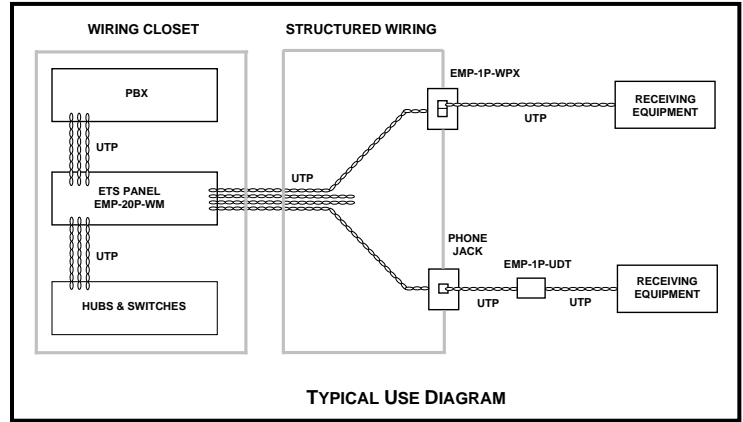 WIRING CLOSET
STRUCTURED WIRING
PBX
UTP
ETS PANEL
EMP-20P-WM
UTP
HUBS & SWITCHES
UTP
EMP-1P-WPX
UTP
RECEIVING
EQUIPMENT
PHONE
JACK
UTP
EMP-1P-UDT
UTP
RECEIVING
EQUIPMENT
TYPICAL USE DIAGRAM